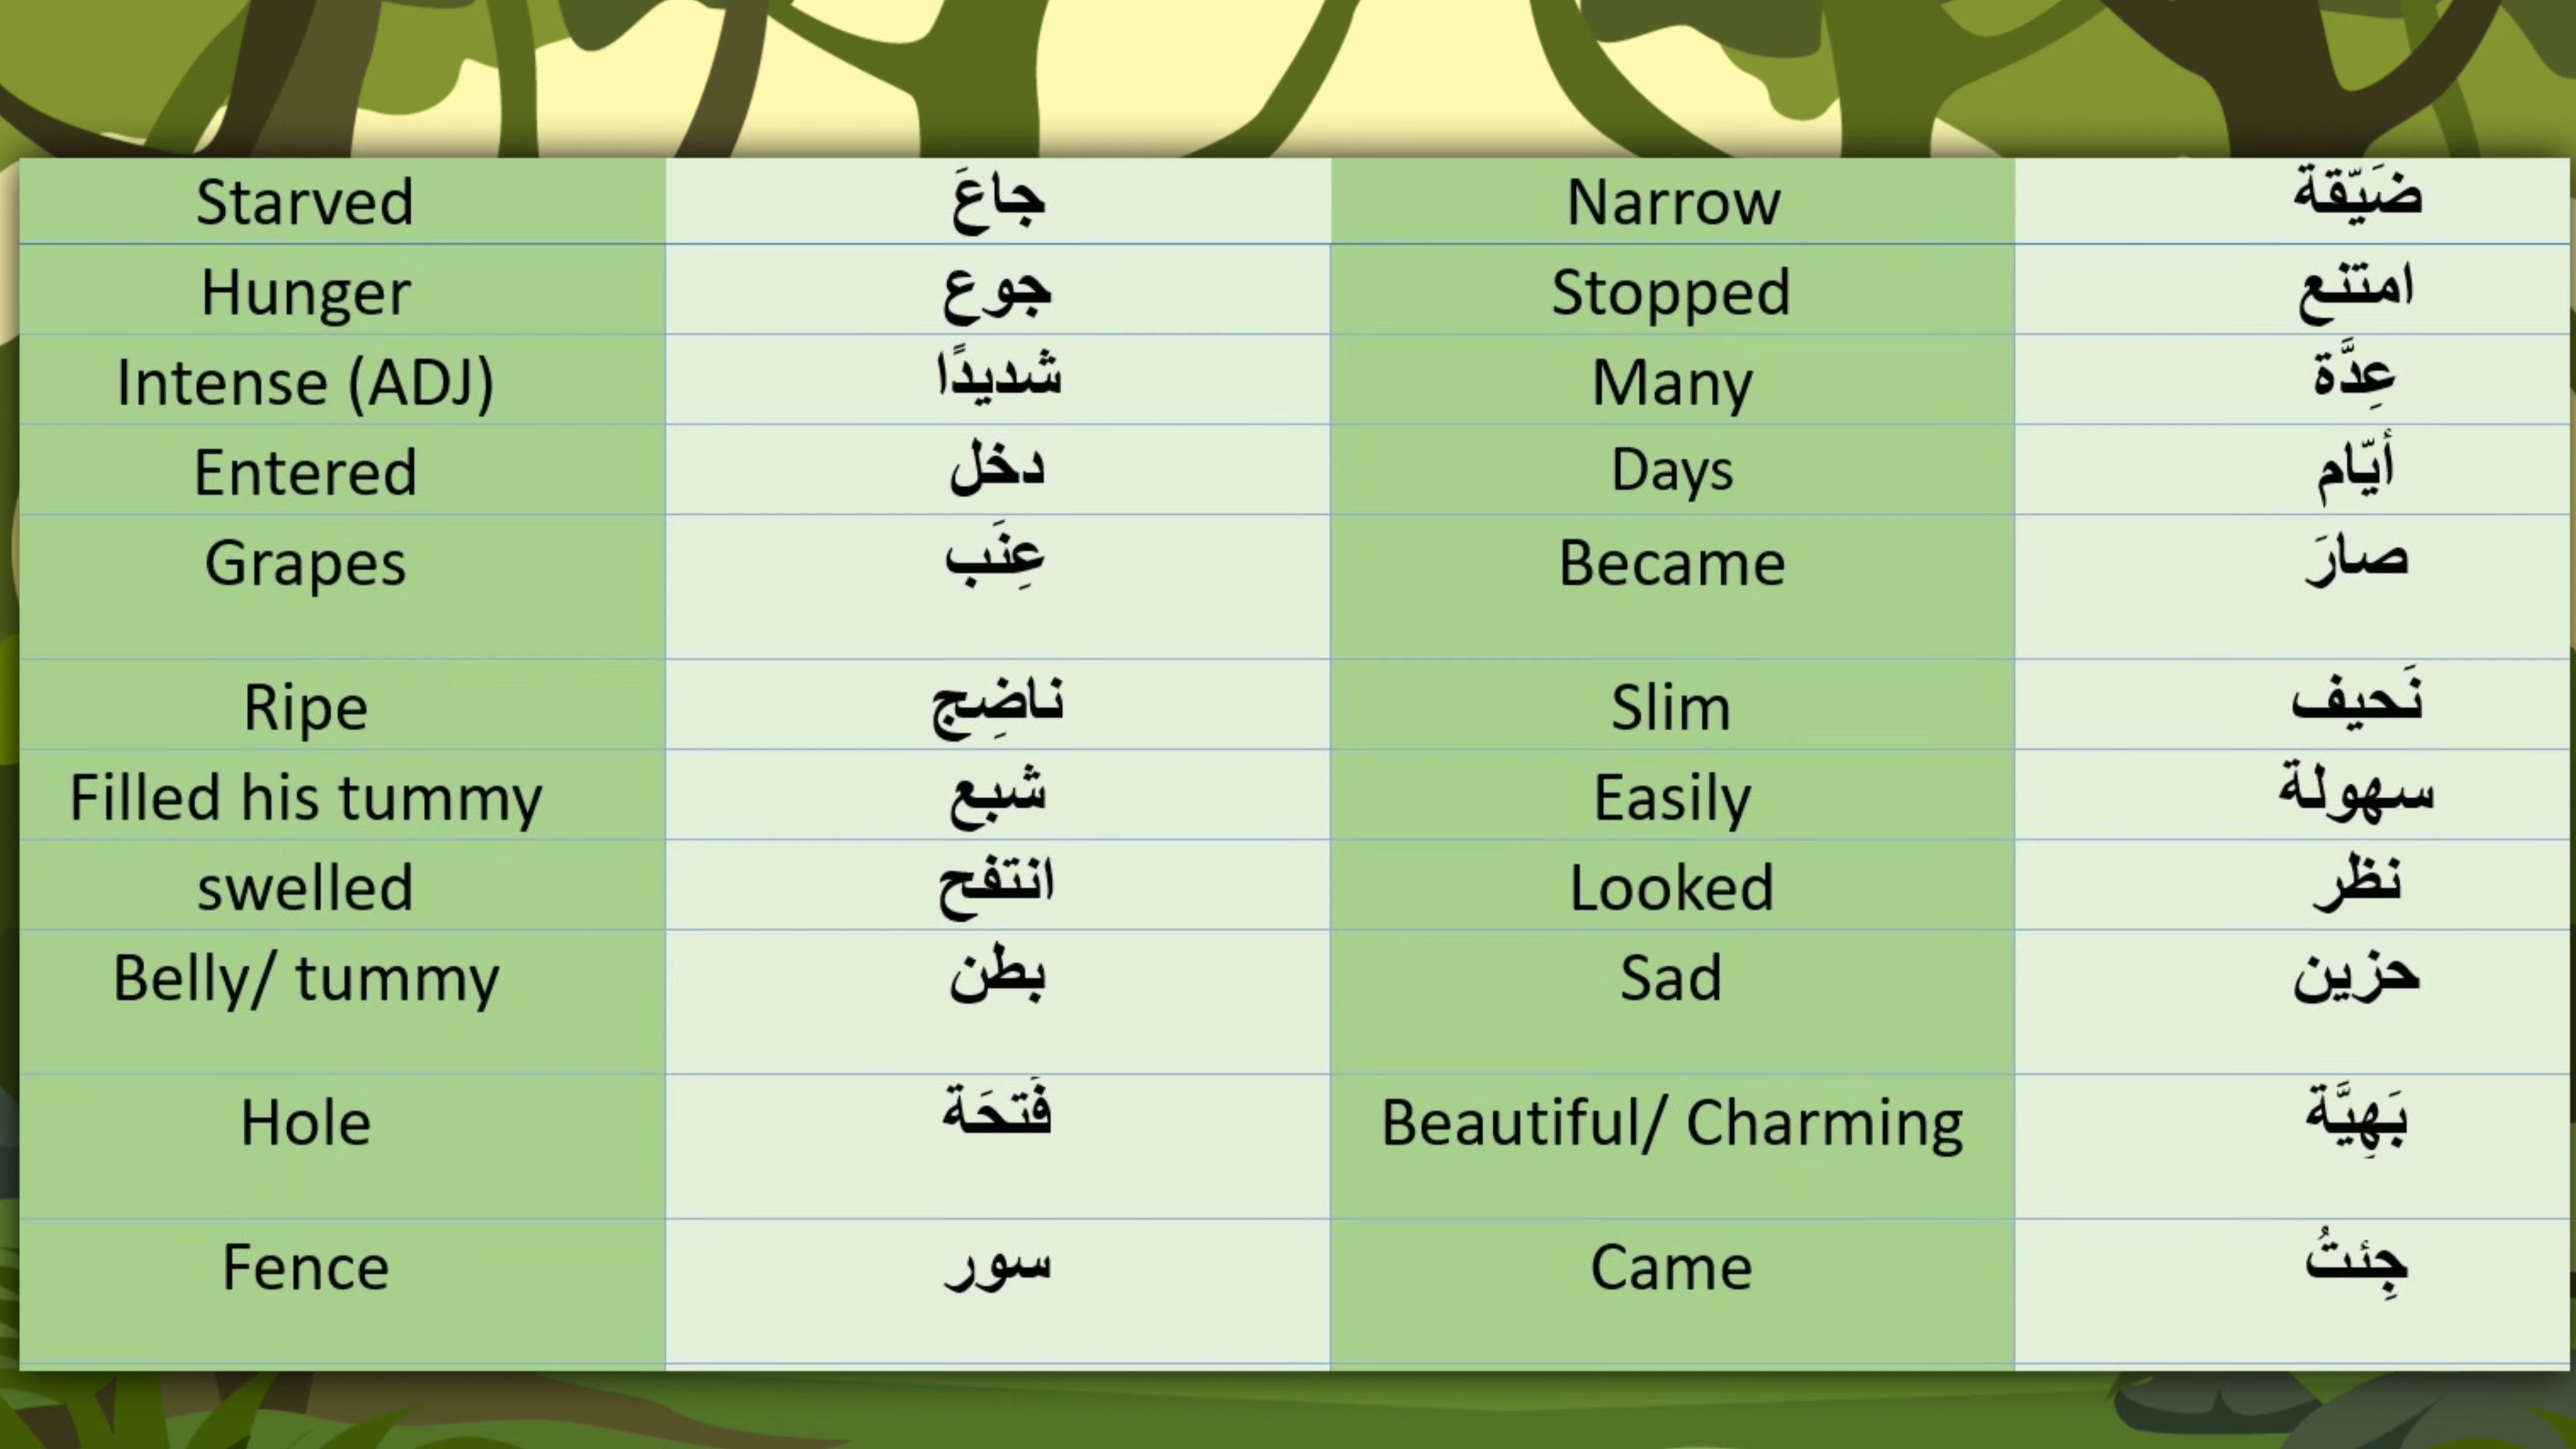 Starved جاعَ Narrow ضَيّقة
Hunger جوع Stopped امتنع
Intense (ADJ) شديدًا Many عِدَّة
Entered دخل Days أيّام
Grapes عِنَب Became صارَ
Ripe ناضِج Slim نَحيف
Filled his tummy شبع Easily سهولة
swelled انتفح Looked نظر
Belly/ tummy بطن Sad حزين
Hole فَتحَة Beautiful/ Charming بَهِيَّة
Fence سور Came جِئتُ